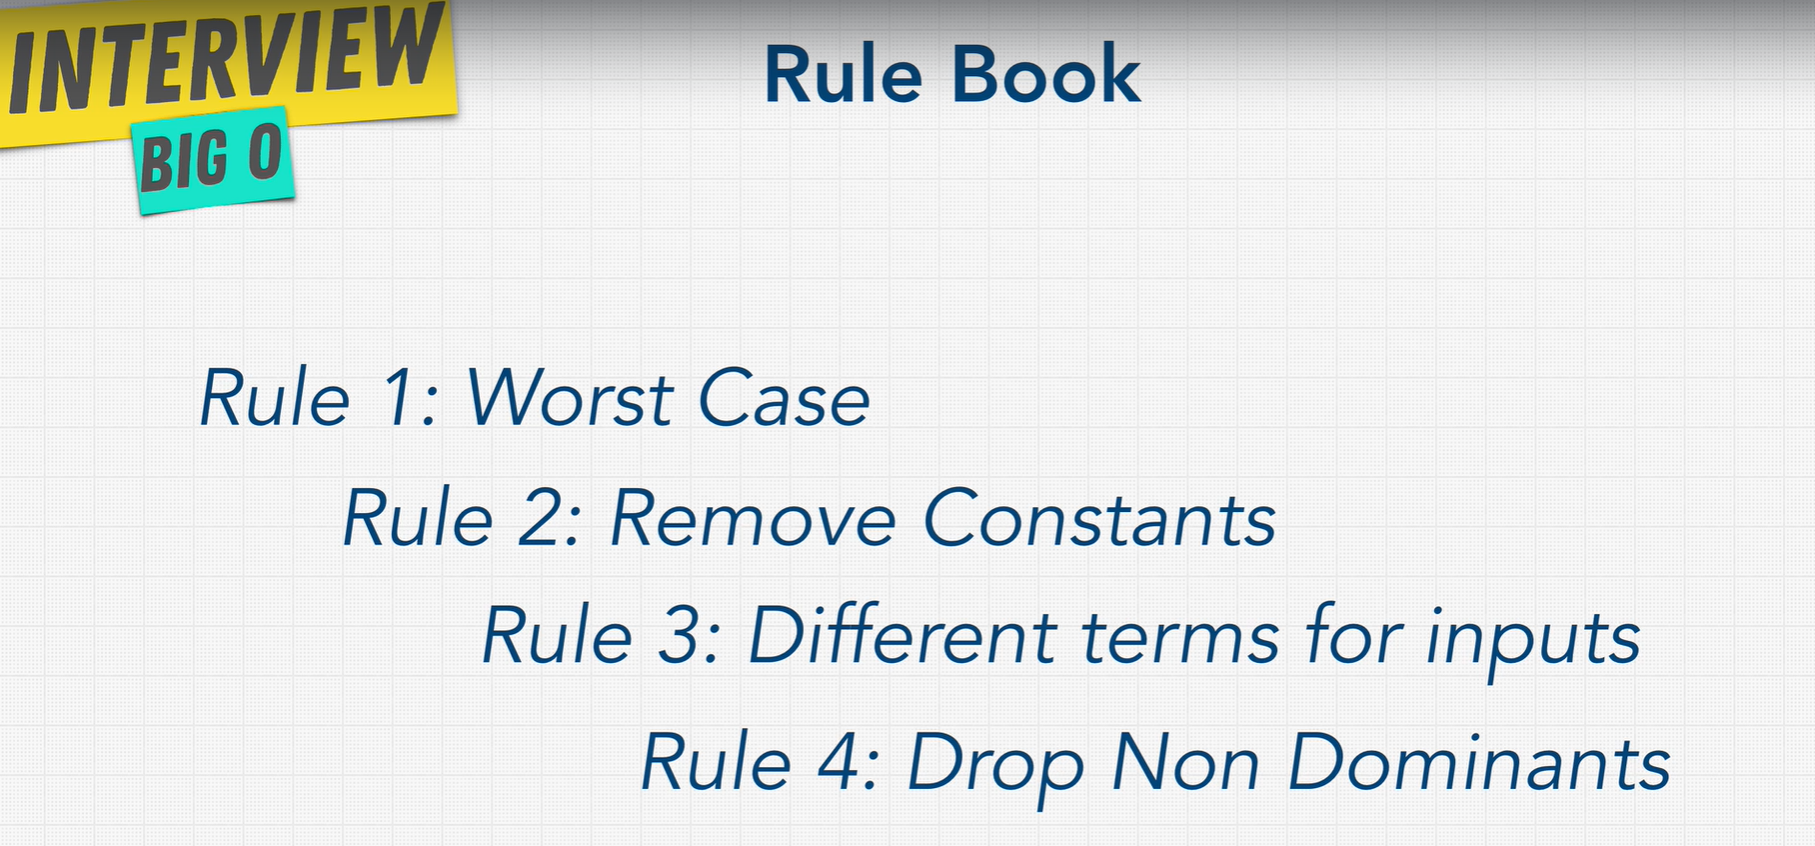 INTERVIEW
BIG O
Rule Book
Rule 1: Worst Case
Rule 2: Remove Constants
Rule 3: Different terms for inputs
Rule 4: Drop Non Dominants